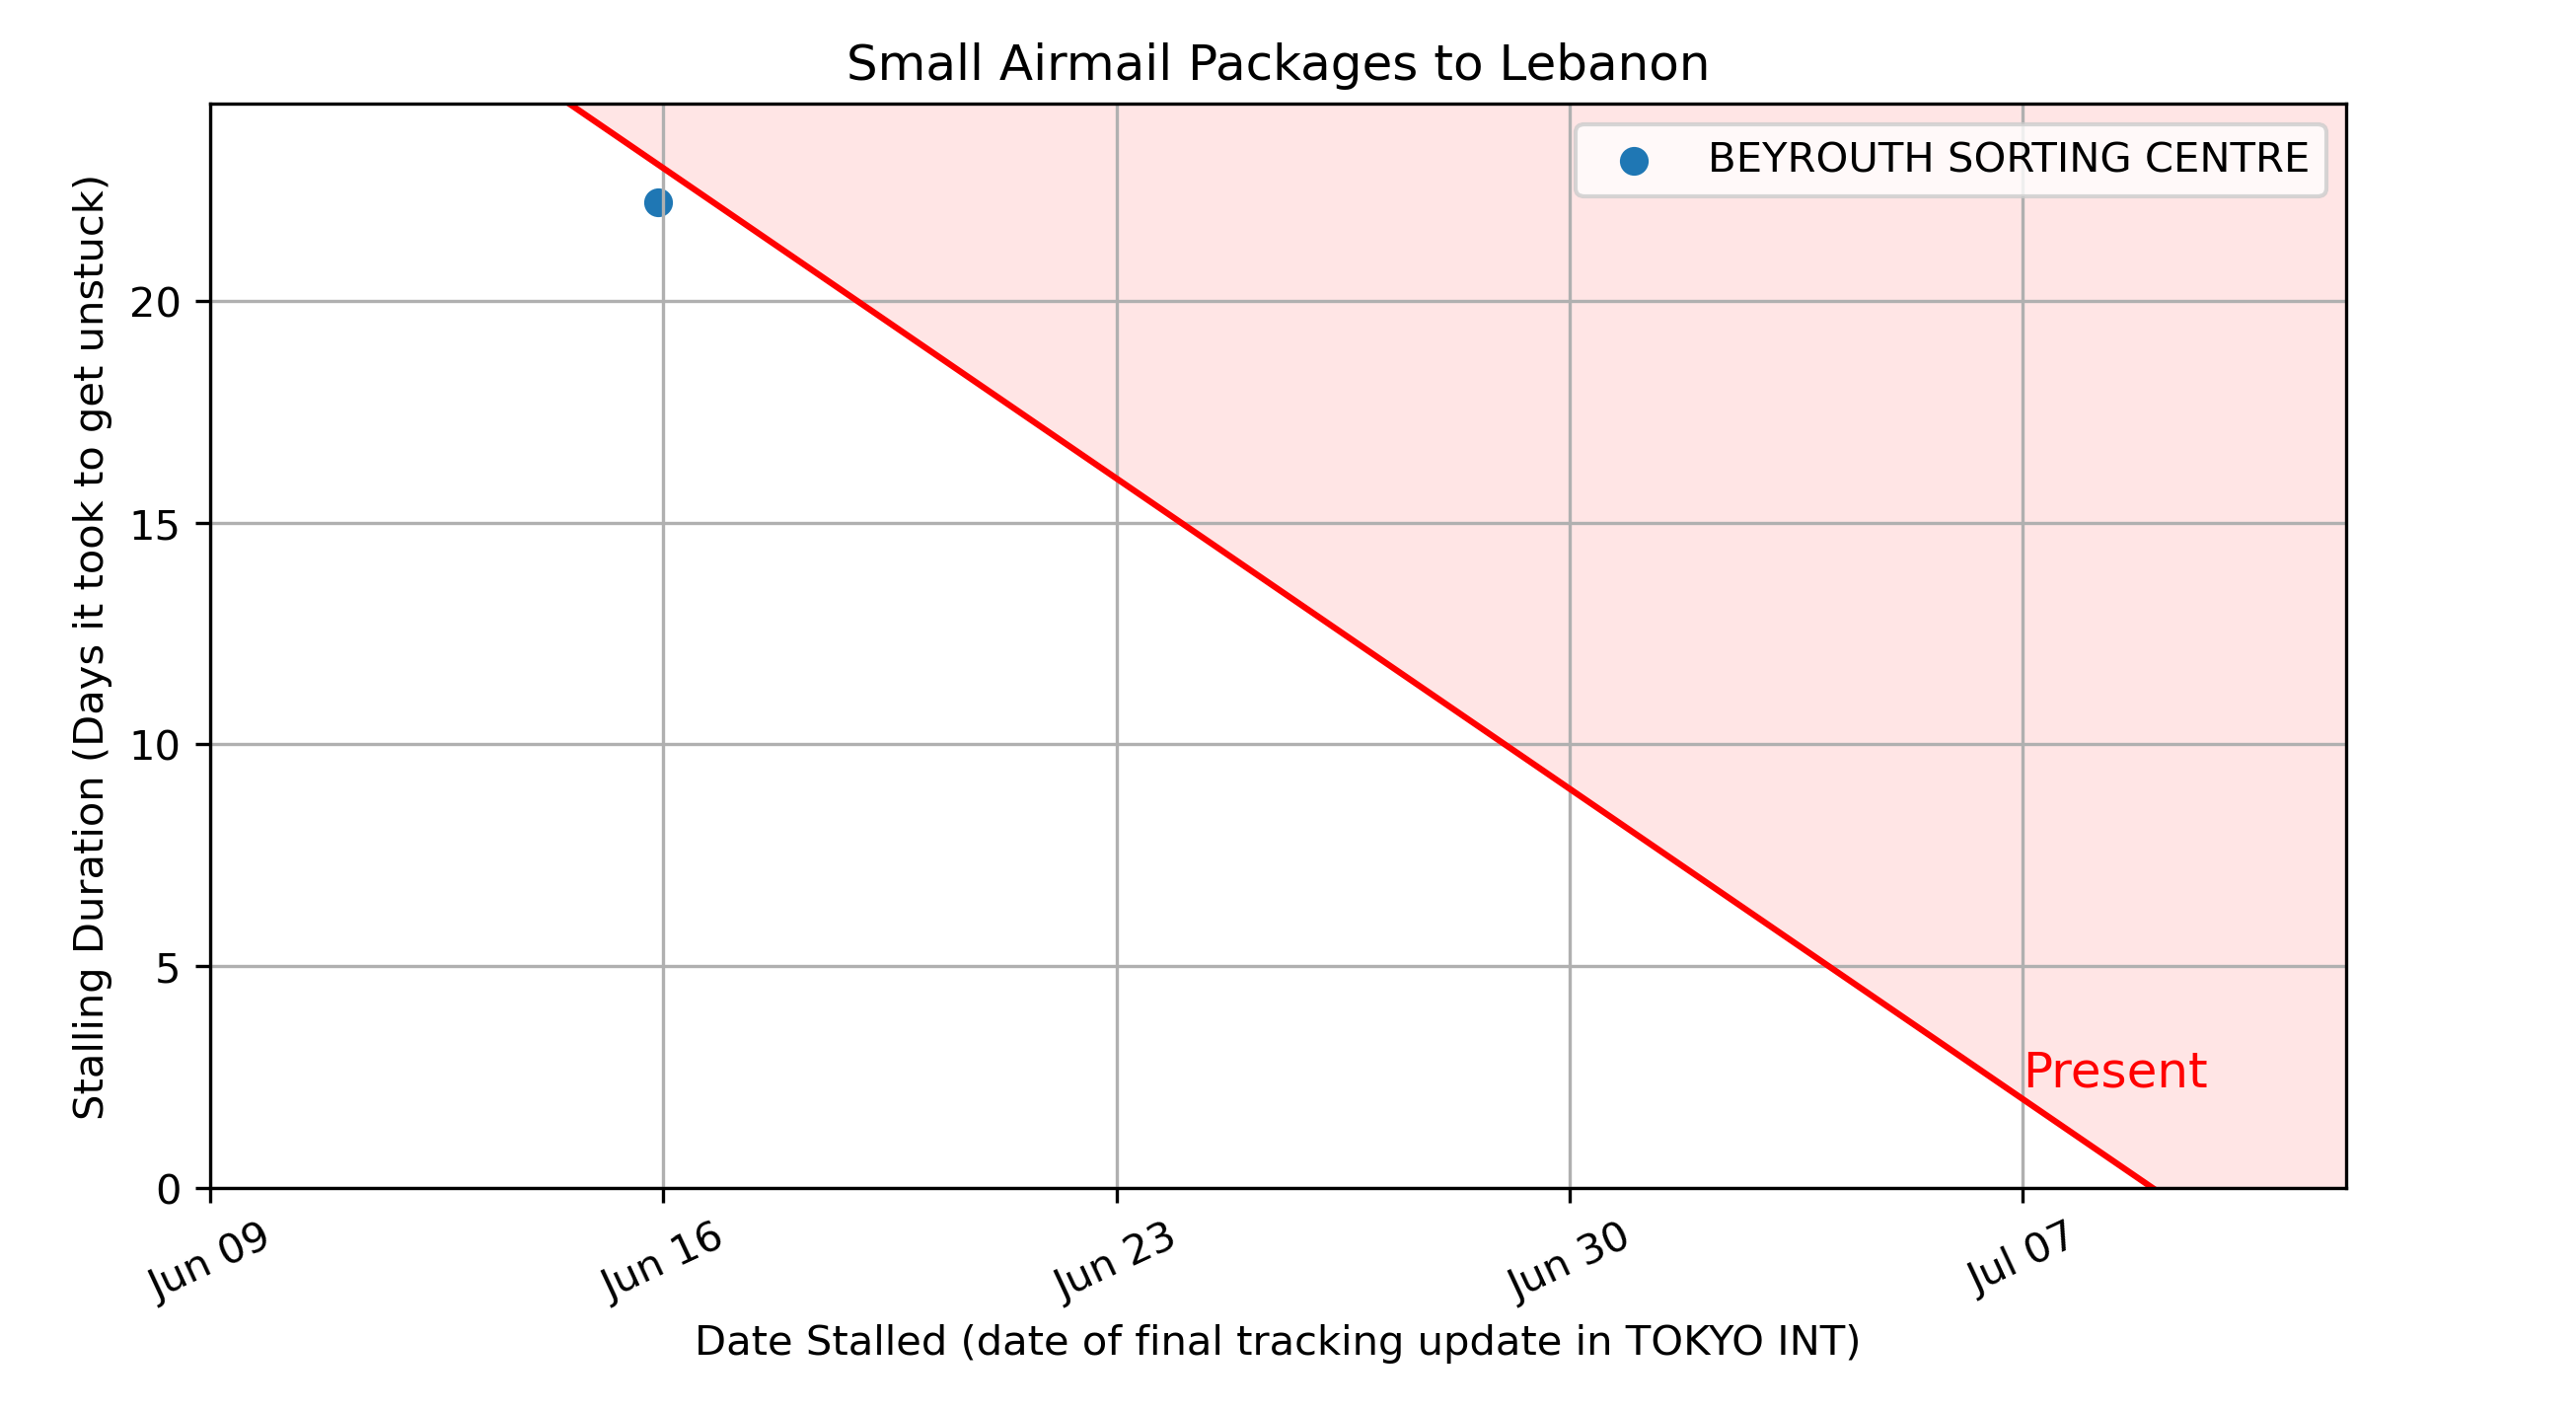 Small Airmail Packages to Lebanon
BEYROUTH SORTING CENTRE
Stalling Duration (Days it took to get unstuck)
20
15
10
5
0
Present
Jun 09
Jun 16
Jun 23
Jun 30
Jul 07
Date Stalled (date of final tracking update in TOKYO INT)